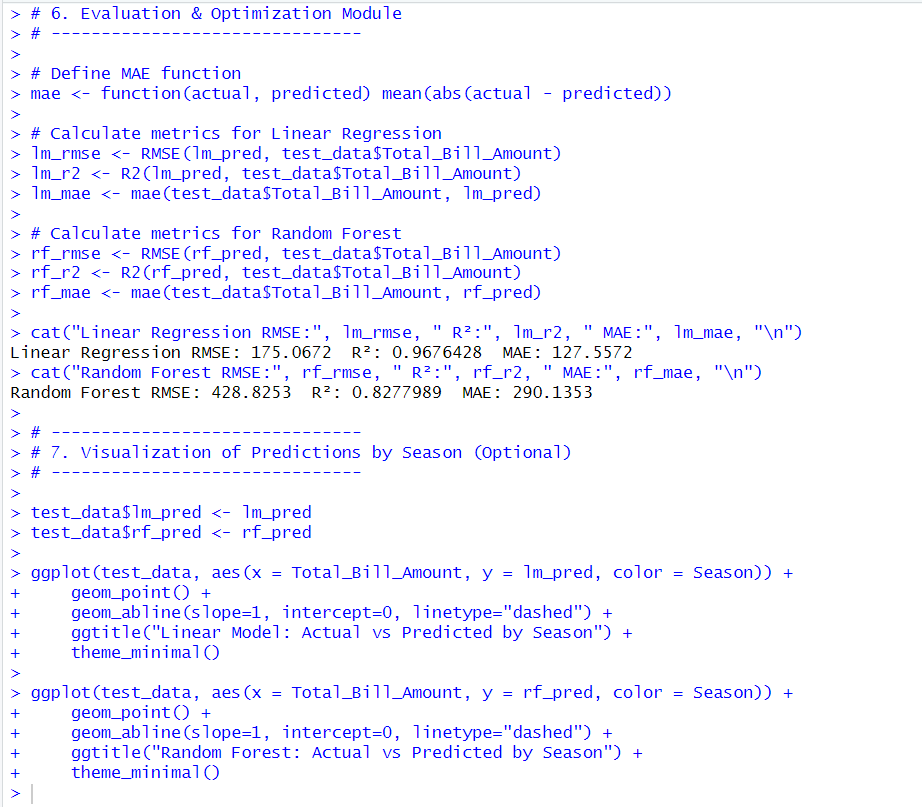 > # 6. Evaluation & Optimization Module
> # -------------------------------
>
> # Define MAE function
> mae <- function(actual, predicted) mean(abs(actual - predicted))
>
> # Calculate metrics for Linear Regression
> lm_rmse <- RMSE(lm_pred, test_data$Total_Bill_Amount)
> lm_r2 <- R2(lm_pred, test_data$Total_Bill_Amount)
> lm_mae <- mae(test_data$Total_Bill_Amount, lm_pred)
>
> # Calculate metrics for Random Forest
> rf_rmse <- RMSE(rf_pred, test_data$Total_Bill_Amount)
> rf_r2 <- R2(rf_pred, test_data$Total_Bill_Amount)
> rf_mae <- mae(test_data$Total_Bill_Amount, rf_pred)
>
> cat("Linear Regression RMSE:", lm_rmse, " R²:", lm_r2, " MAE:", lm_mae, "\n")
Linear Regression RMSE: 175.0672  R²: 0.9676428  MAE: 127.5572
> cat("Random Forest RMSE:", rf_rmse, " R²:", rf_r2, " MAE:", rf_mae, "\n")
Random Forest RMSE: 428.8253  R²: 0.8277989  MAE: 290.1353
>
> # -------------------------------
> # 7. Visualization of Predictions by Season (Optional)
> # -------------------------------
>
> test_data$lm_pred <- lm_pred
> test_data$rf_pred <- rf_pred
>
> ggplot(test_data, aes(x = Total_Bill_Amount, y = lm_pred, color = Season)) +
+     geom_point() +
+     geom_abline(slope=1, intercept=0, linetype="dashed") +
+     ggtitle("Linear Model: Actual vs Predicted by Season") +
+     theme_minimal()
>
> ggplot(test_data, aes(x = Total_Bill_Amount, y = rf_pred, color = Season)) +
+     geom_point() +
+     geom_abline(slope=1, intercept=0, linetype="dashed") +
+     ggtitle("Random Forest: Actual vs Predicted by Season") +
+     theme_minimal()
>